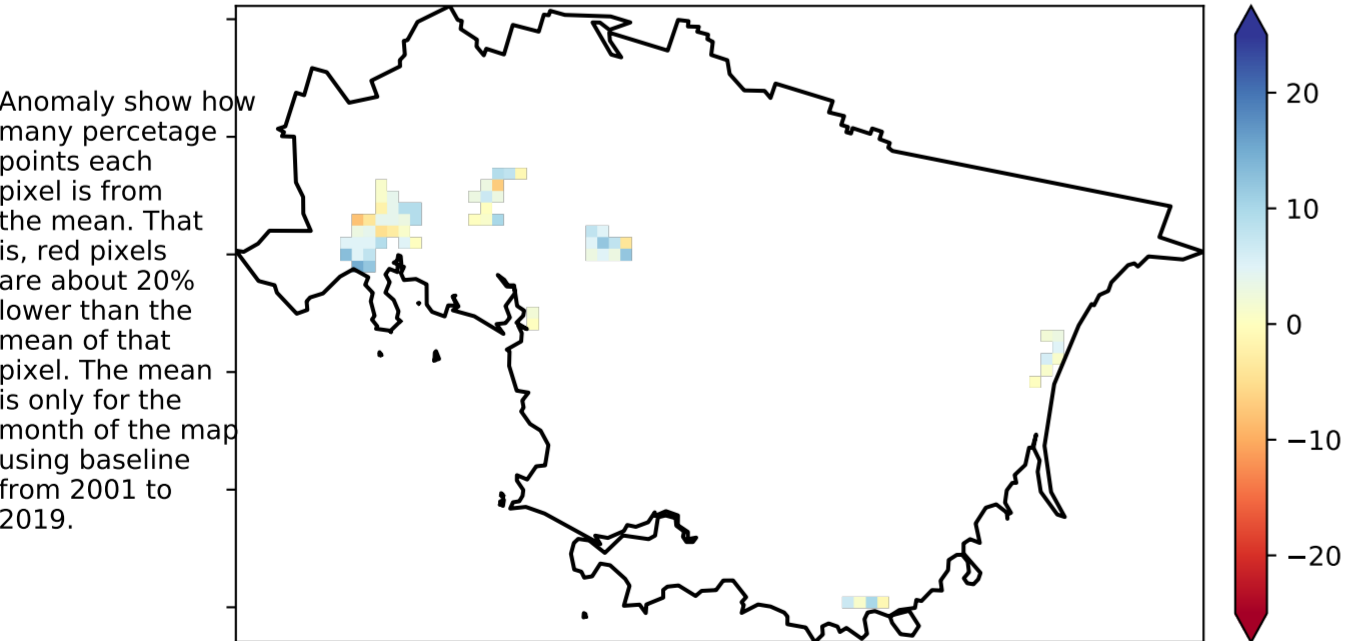 Anomaly show how
many percetage
points each
pixel is from
the mean. That
is, red pixels
are about 20%
lower than the
mean of that
pixel. The mean
is only for the
month of the map
using baseline
from 2001 to
2019.
20
10
0
−10
−20